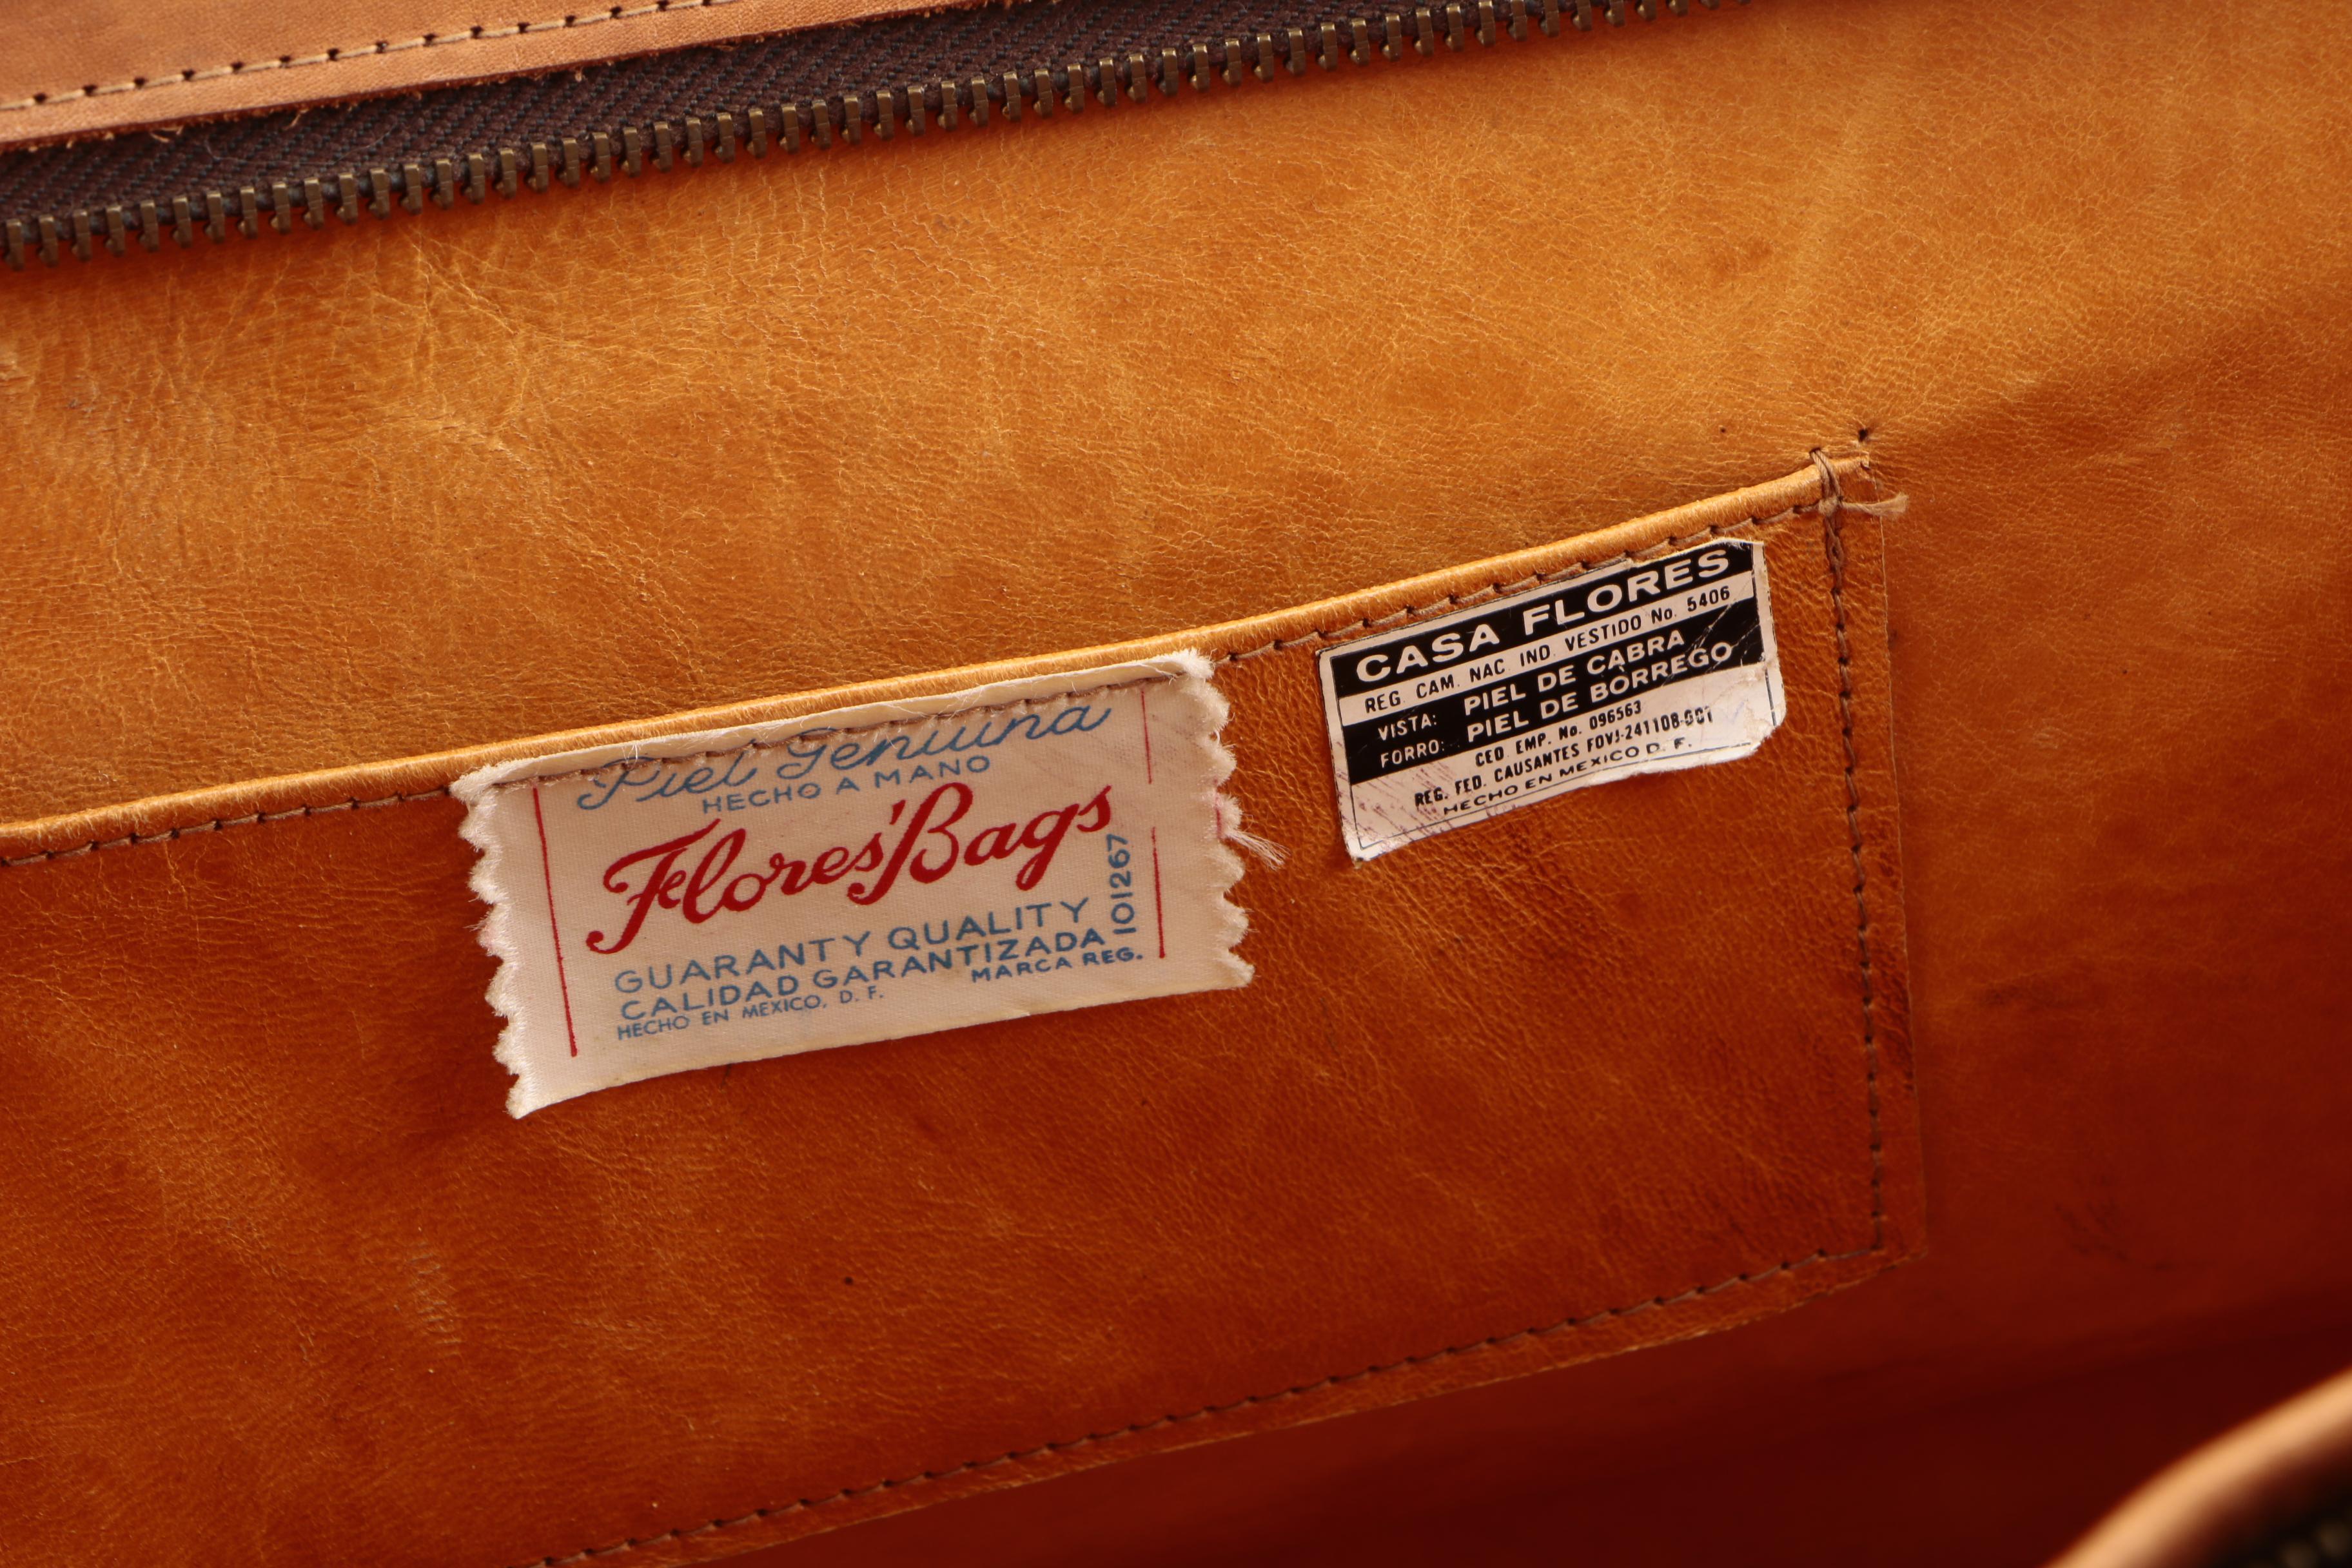 Piel Genuina
HECHO A MANO
Flores' Bags
GUARANTY QUALITY
CALIDAD GARANTIZADA
HECHO EN MEXICO, D. F. MARCA REG.
101267
CASA FLORES
REG. CAM. NAC. IND. VESTIDO No. 5406
VISTA: PIEL DE CABRA
FORRO: PIEL DE BORREGO
CEO. EMP. No. 096563
REG. FED. CAUSANTES FOVJ-241108-001
HECHO EN MEXICO D. F.